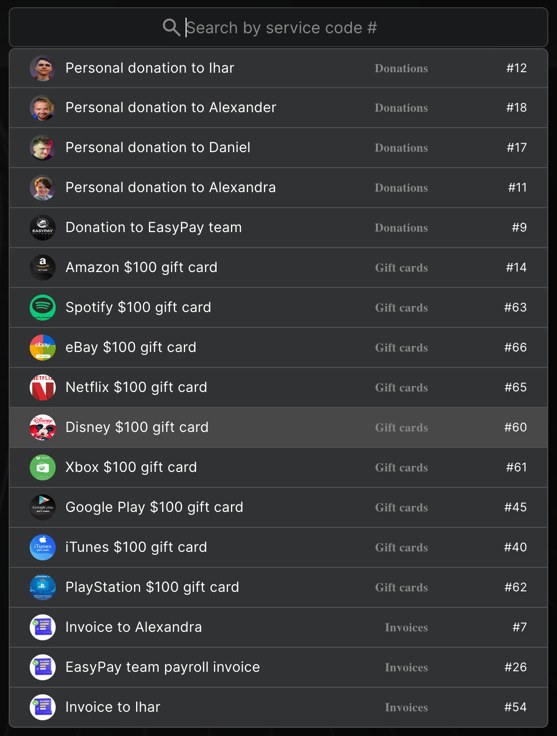 Search by service code #
Personal donation to Ihar Donations #12
Personal donation to Alexander Donations #18
Personal donation to Daniel Donations #17
Personal donation to Alexandra Donations #11
Donation to EasyPay team Donations #9
Amazon $100 gift card Gift cards #14
Spotify $100 gift card Gift cards #63
eBay $100 gift card Gift cards #66
Netflix $100 gift card Gift cards #65
Disney $100 gift card Gift cards #60
Xbox $100 gift card Gift cards #61
Google Play $100 gift card Gift cards #45
iTunes $100 gift card Gift cards #40
PlayStation $100 gift card Gift cards #62
Invoice to Alexandra Invoices #7
EasyPay team payroll invoice Invoices #26
Invoice to Ihar Invoices #54